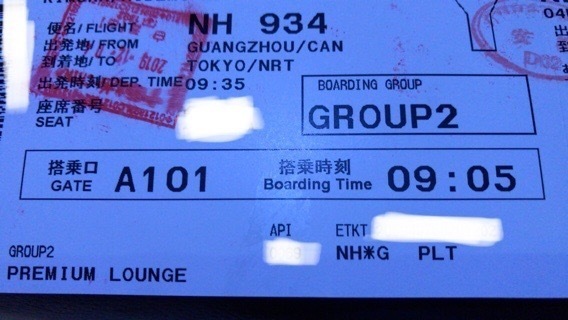 便名/FLIGHT NH 934
出発地/FROM GUANGZHOU/CAN
到着地/TO TOKYO/NRT
出発時刻/DEP. TIME 09:35
座席番号
SEAT
BOARDING GROUP
GROUP2
搭乗口
GATE A101
搭乗時刻
Boarding Time 09:05
API ETKT
NH*G PLT
GROUP2
PREMIUM LOUNGE